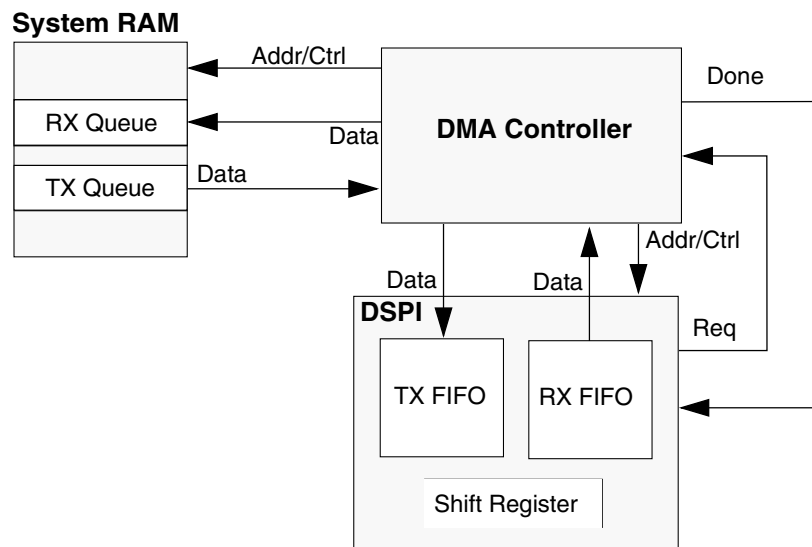 System RAM
Addr/Ctrl
Done
RX Queue
Data
DMA Controller
TX Queue
Data
Addr/Ctrl
Data
Data
DSPI
Req
TX FIFO
RX FIFO
Shift Register